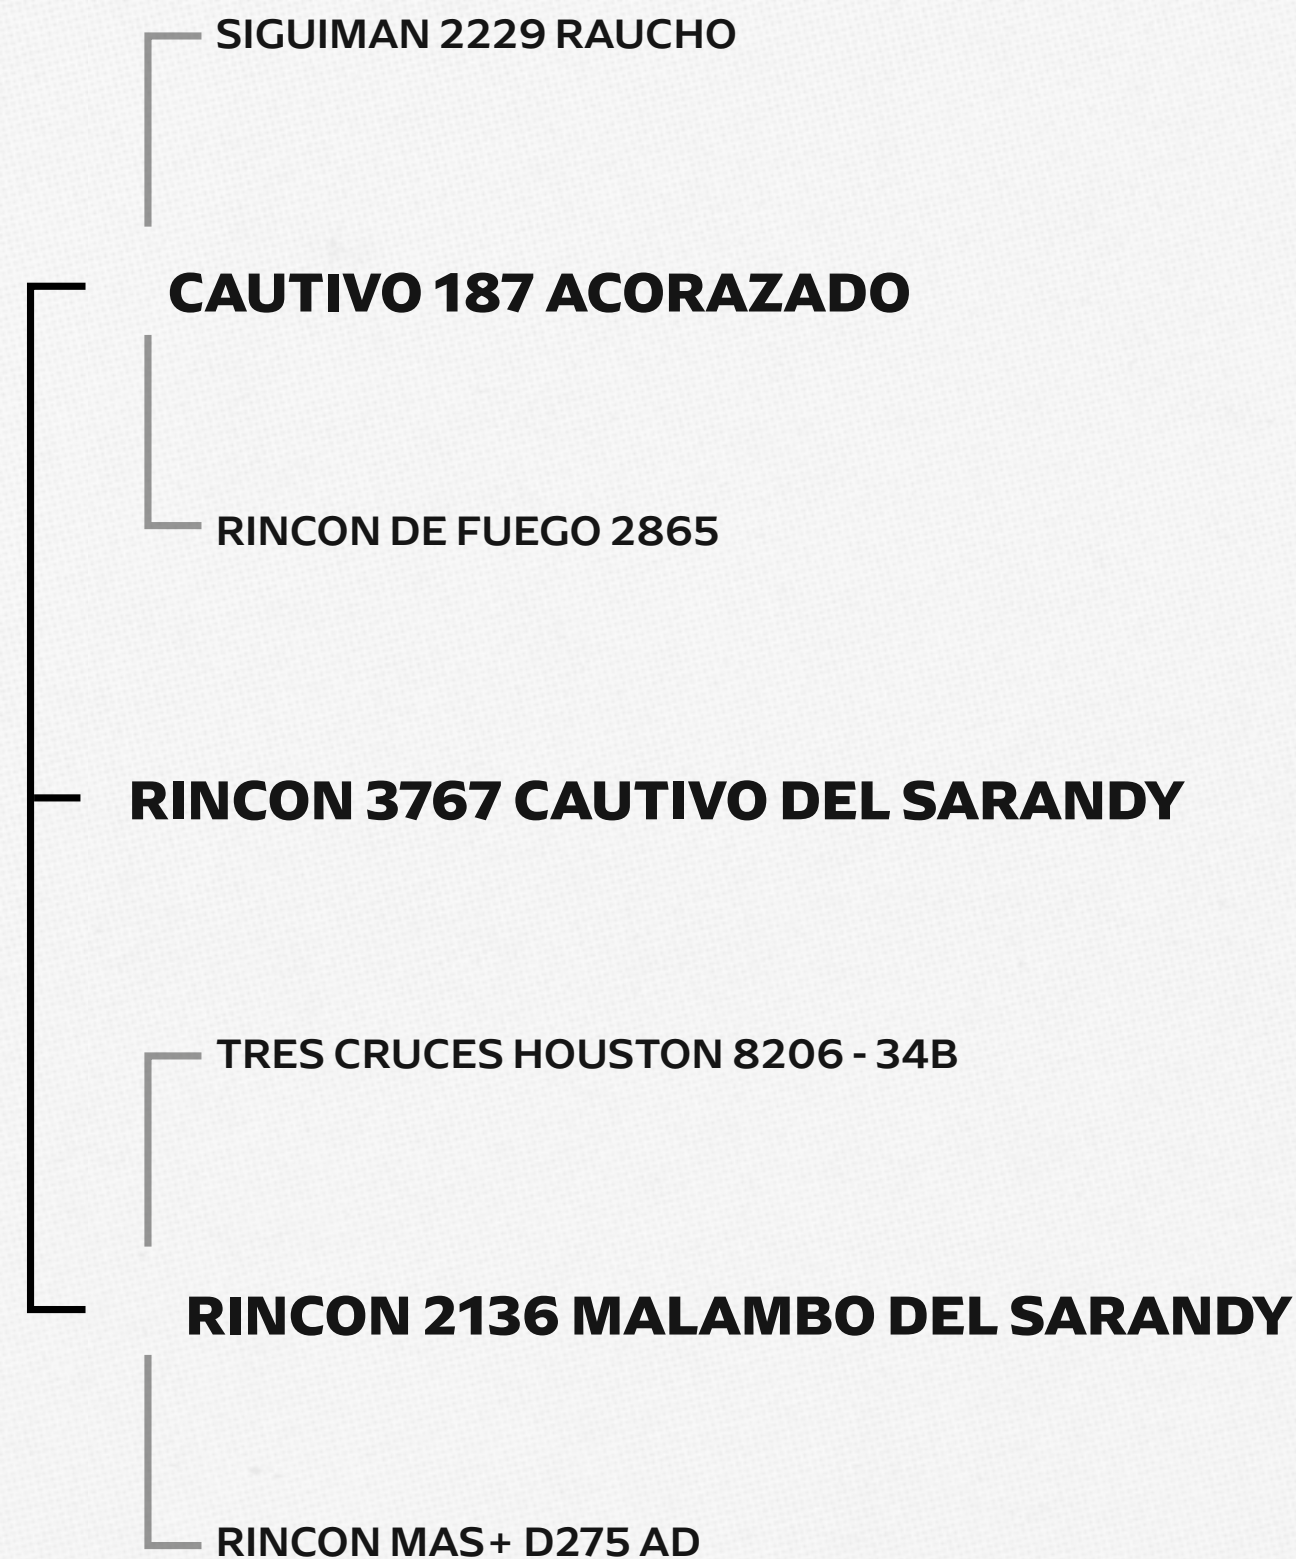 SIGUIMAN 2229 RAUCHO
CAUTIVO 187 ACORAZADO
RINCON DE FUEGO 2865
RINCON 3767 CAUTIVO DEL SARANDY
TRES CRUCES HOUSTON 8206 - 34B
RINCON 2136 MALAMBO DEL SARANDY
RINCON MAS+ D275 AD